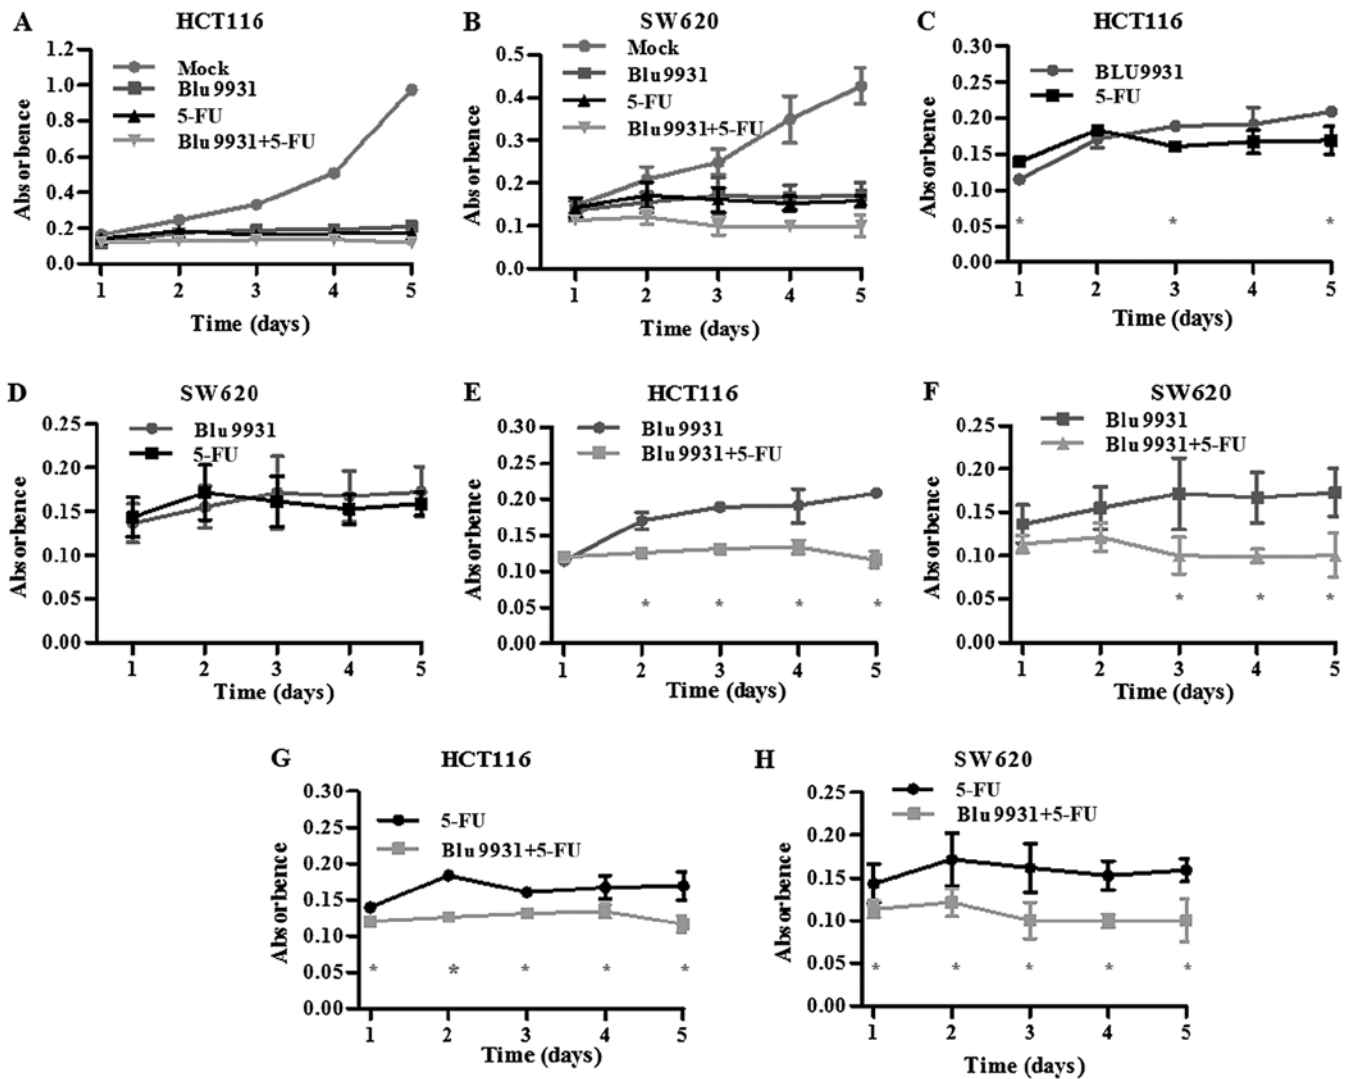 A
HCT116
Absorbence
1.2
1.0
0.8
0.6
0.4
0.2
0.0
Mock
Blu9931
5-FU
Blu9931+5-FU
1 2 3 4 5
Time (days)
B
SW620
Absorbence
0.5
0.4
0.3
0.2
0.1
0.0
Mock
Blu9931
5-FU
Blu9931+5-FU
1 2 3 4 5
Time (days)
C
HCT116
Absorbence
0.30
0.25
0.20
0.15
0.10
0.05
0.00
BLU9931
5-FU
* * *
1 2 3 4 5
Time (days)
D
SW620
Absorbence
0.25
0.20
0.15
0.10
0.05
0.00
Blu9931
5-FU
1 2 3 4 5
Time (days)
E
HCT116
Absorbence
0.30
0.25
0.20
0.15
0.10
0.05
0.00
Blu9931
Blu9931+5-FU
* * * *
1 2 3 4 5
Time (days)
F
SW620
Absorbence
0.25
0.20
0.15
0.10
0.05
0.00
Blu9931
Blu9931+5-FU
* * *
1 2 3 4 5
Time (days)
G
HCT116
Absorbence
0.30
0.25
0.20
0.15
0.10
0.05
0.00
5-FU
Blu9931+5-FU
* * * * *
1 2 3 4 5
Time (days)
H
SW620
Absorbence
0.25
0.20
0.15
0.10
0.05
0.00
5-FU
Blu9931+5-FU
* * * * *
1 2 3 4 5
Time (days)